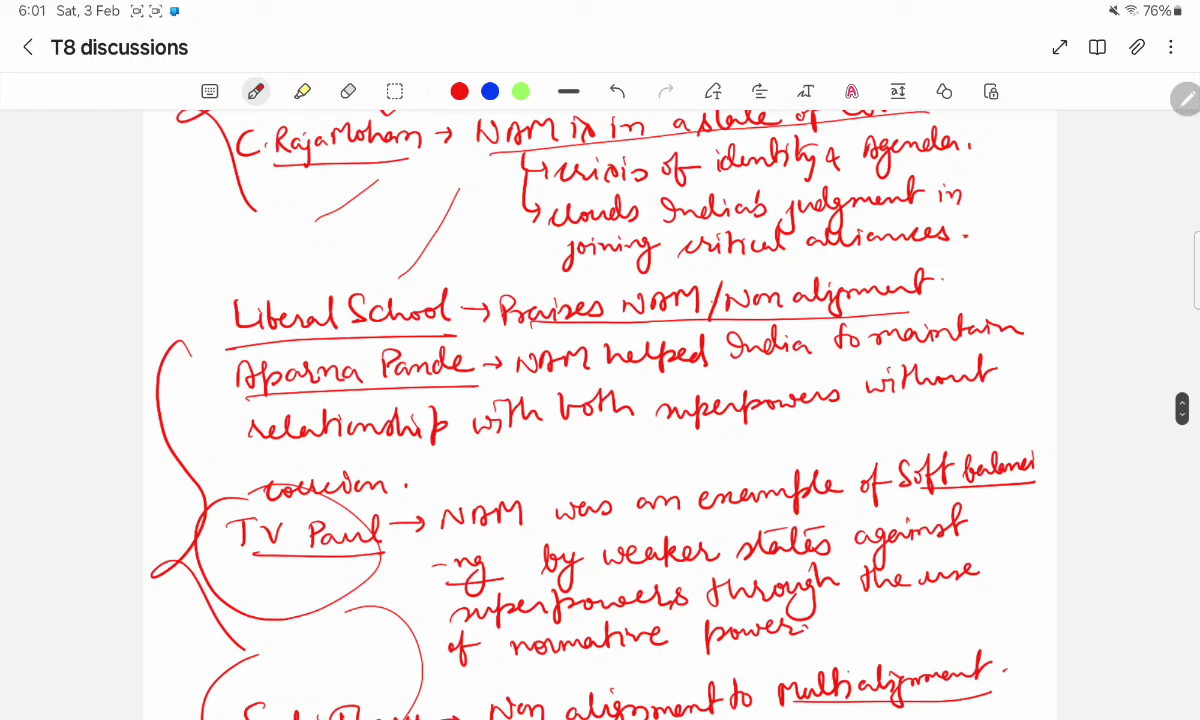 6:01 Sat, 3 Feb
76%
T8 discussions
C. RajaMohan → NAM is in a state of
→ crisis of identity & Agenda.
→ clouds India's judgment in
joining critical alliances.
Liberal School → Praises NAM/Non alignment.
Aparna Pande → NAM helped India to maintain
relationship with both superpowers without
.
TV Paul → NAM was an example of Soft balanci
-ng by weaker states against
superpowers through the use
of normative power.
→ Non alignment to Multialignment.